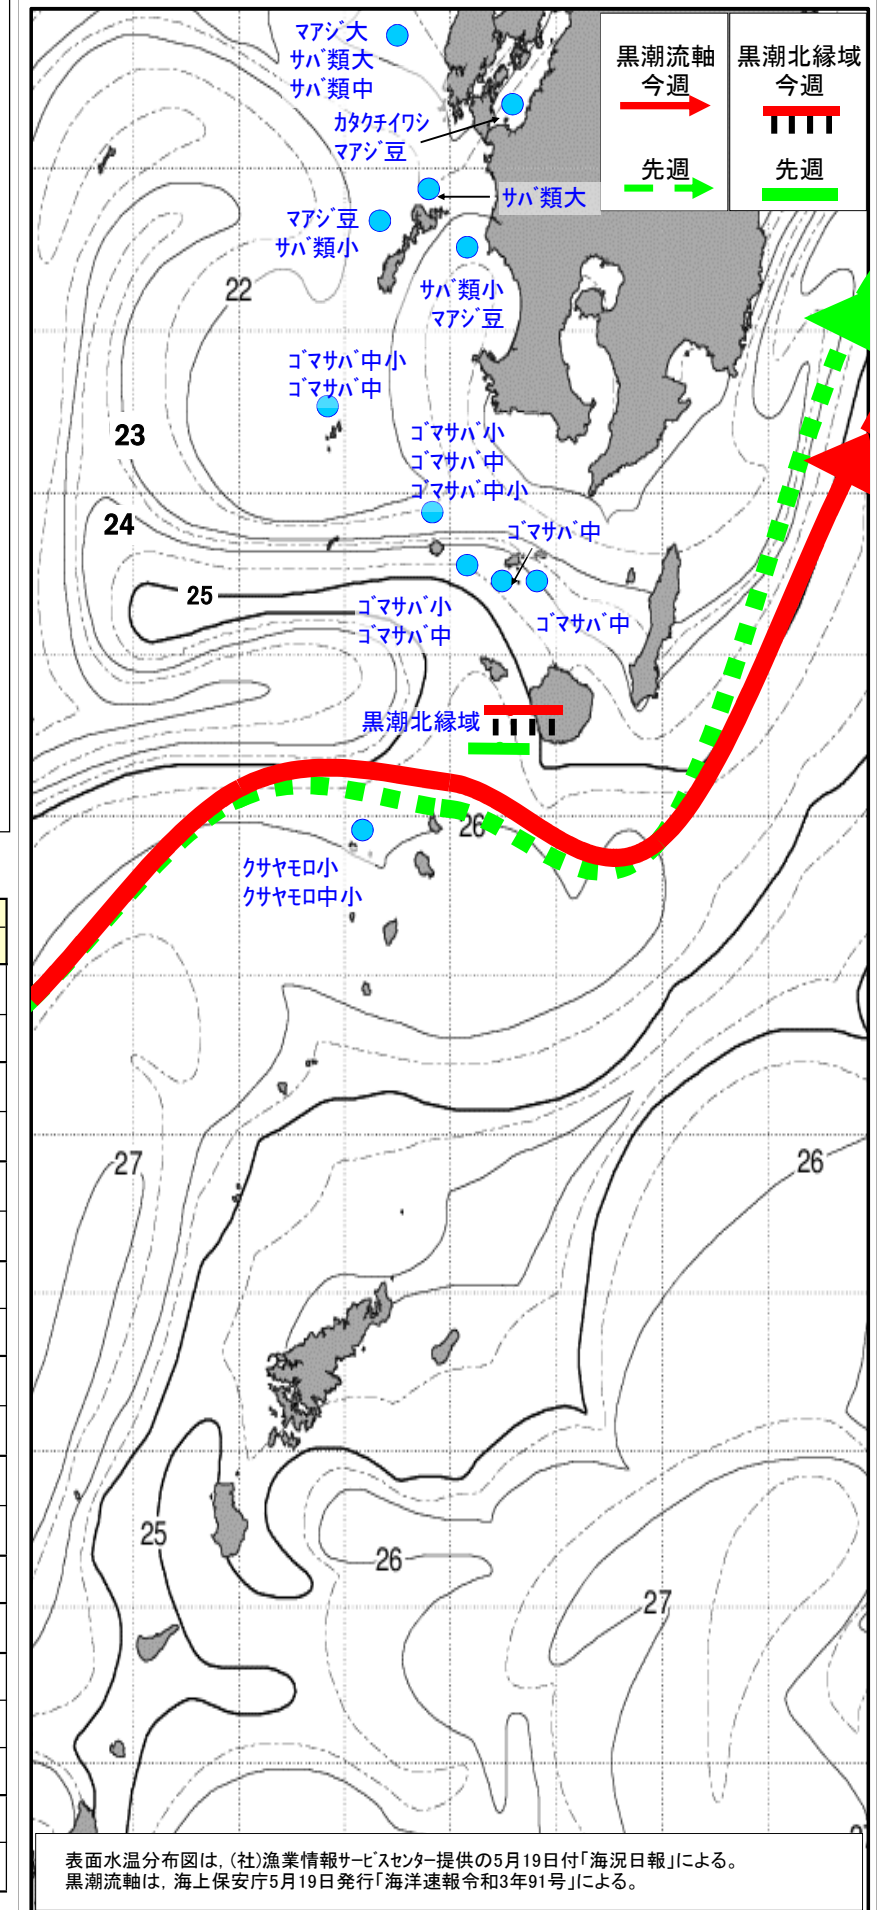 マアジ大
サバ類大
サバ類中
カタクチイワシ
マアジ豆
黒潮流軸
今週
先週
黒潮北縁域
今週
先週
サバ類大
マアジ豆
サバ類小
サバ類小
マアジ豆
22
ゴマサバ中小
ゴマサバ中
23
ゴマサバ小
ゴマサバ中
ゴマサバ中小
24
ゴマサバ中
25
ゴマサバ小
ゴマサバ中
ゴマサバ中
黒潮北縁域
26
クサヤモロ小
クサヤモロ中小
27
26
25
26
27
表面水温分布図は，(社)漁業情報サービスセンター提供の5月19日付「海況日報」による。
黒潮流軸は，海上保安庁5月19日発行「海洋速報令和3年91号」による。